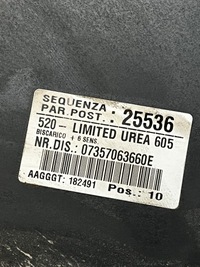 SEQUENZA :
PAR.POST. : 25536
520- LIMITED UREA 605
BISCARICO + 6 SENS
NR.DIS.: 07357063660E
AAGGGT: 182491 Pos.: 10